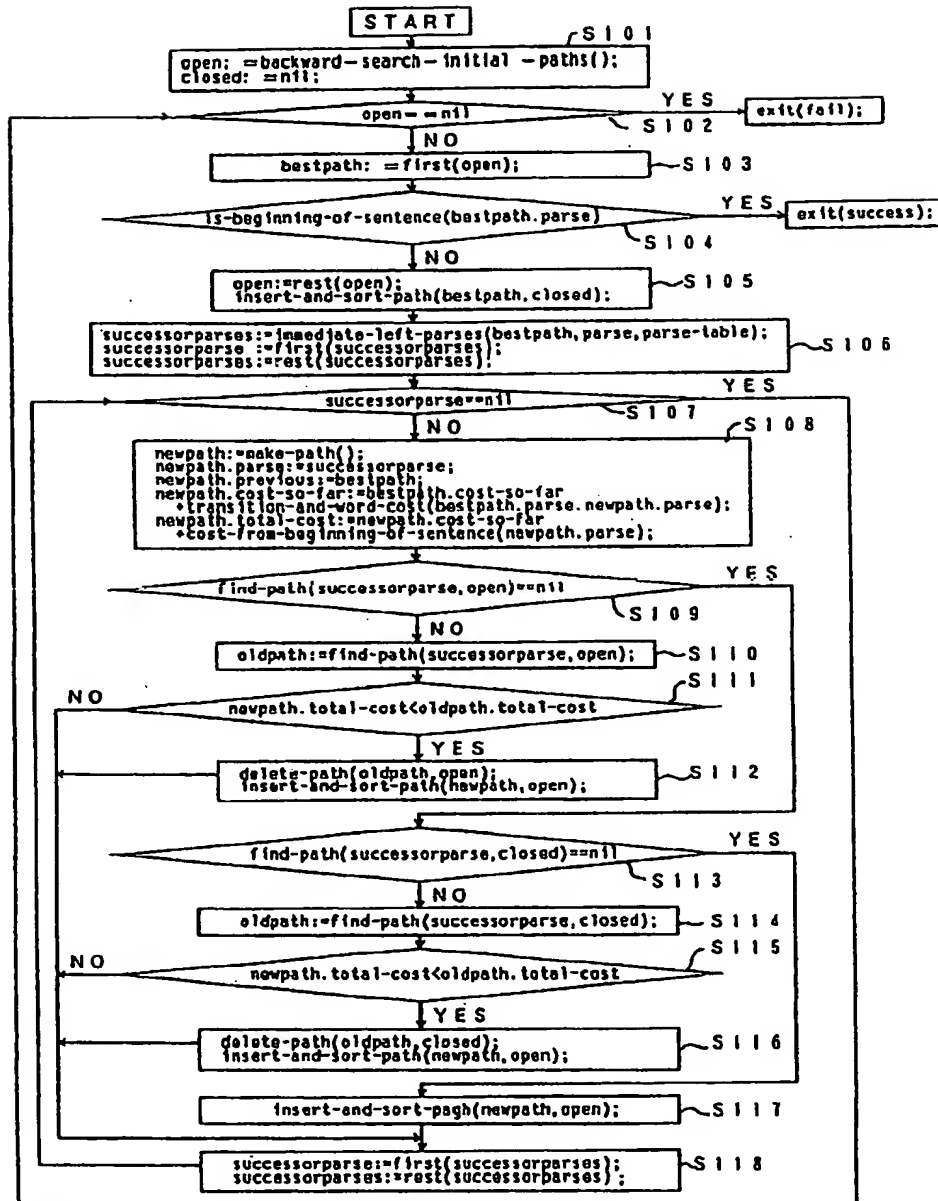 START
S101
open: =backward-search-initial -paths();
closed: =nil;
YES
open- =nil
exit(fail);
S102
NO
bestpath: =first(open);
S103
YES
is-beginning-of-sentence(bestpath.parse)
exit(success);
S104
NO
open:=rest(open);
insert-and-sort-path(bestpath,closed);
S105
successorparses:=immediate-left-parses(bestpath,parse,parse-table);
successorparse :=first(successorparses);
successorparses:=rest(successorparses);
S106
YES
successorparse==nil
S107
NO
S108
newpath:=make-path();
newpath.parse:=successorparse;
newpath.previous:=bestpath;
newpath.cost-so-far:=bestpath.cost-so-far
+transition-and-word-cost(bestpath.parse.newpath.parse);
newpath.total-cost:=newpath.cost-so-far
+cost-from-beginning-of-sentence(newpath.parse);
YES
find-path(successorparse,open)==nil
S109
NO
oldpath:=find-path(successorparse,open);
S110
S111
NO
newpath.total-cost<oldpath.total-cost
YES
delete-path(oldpath,open);
insert-and-sort-path(newpath,open);
S112
YES
find-path(successorparse,closed)==nil
S113
NO
oldpath:=find-path(successorparse,closed);
S114
S115
NO
newpath.total-cost<oldpath.total-cost
YES
delete-path(oldpath,closed);
insert-and-sort-path(newpath,open);
S116
insert-and-sort-pagh(newpath,open);
S117
successorparse:=first(successorparses);
successorparses:=rest(successorparses);
S118